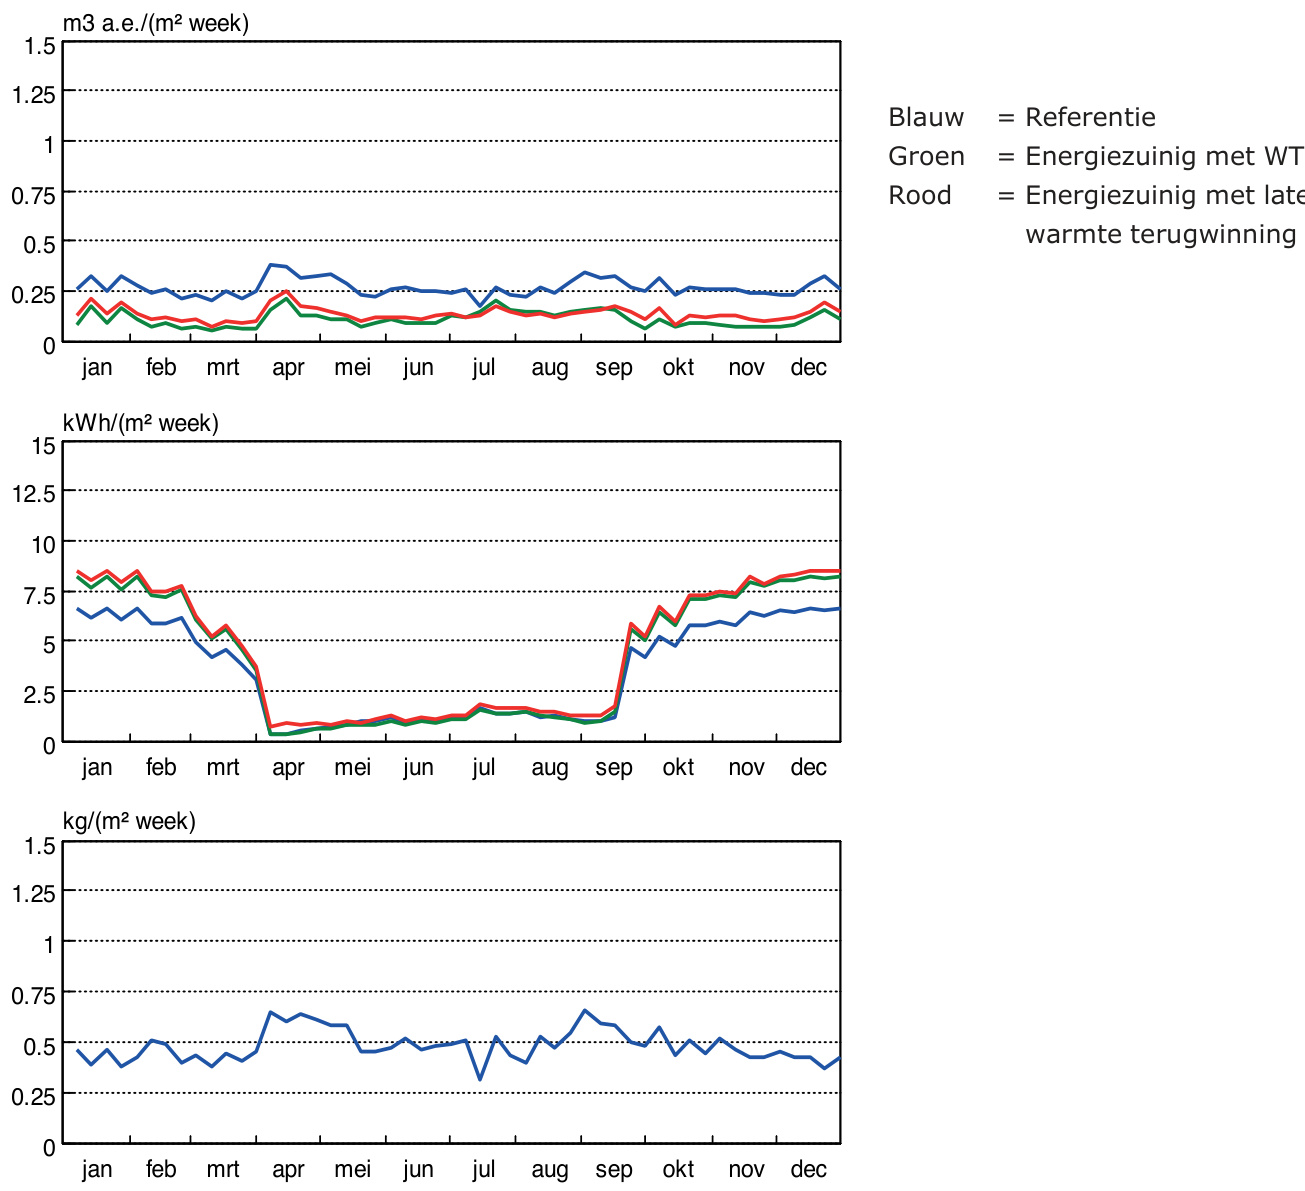 m3 a.e./(m² week)
1.5
1.25
1
0.75
0.5
0.25
0
jan feb mrt apr mei jun jul aug sep okt nov dec
Blauw = Referentie
Groen = Energiezuinig met WT
Rood = Energiezuinig met late
warmte terugwinning
kWh/(m² week)
15
12.5
10
7.5
5
2.5
0
jan feb mrt apr mei jun jul aug sep okt nov dec
kg/(m² week)
1.5
1.25
1
0.75
0.5
0.25
0
jan feb mrt apr mei jun jul aug sep okt nov dec